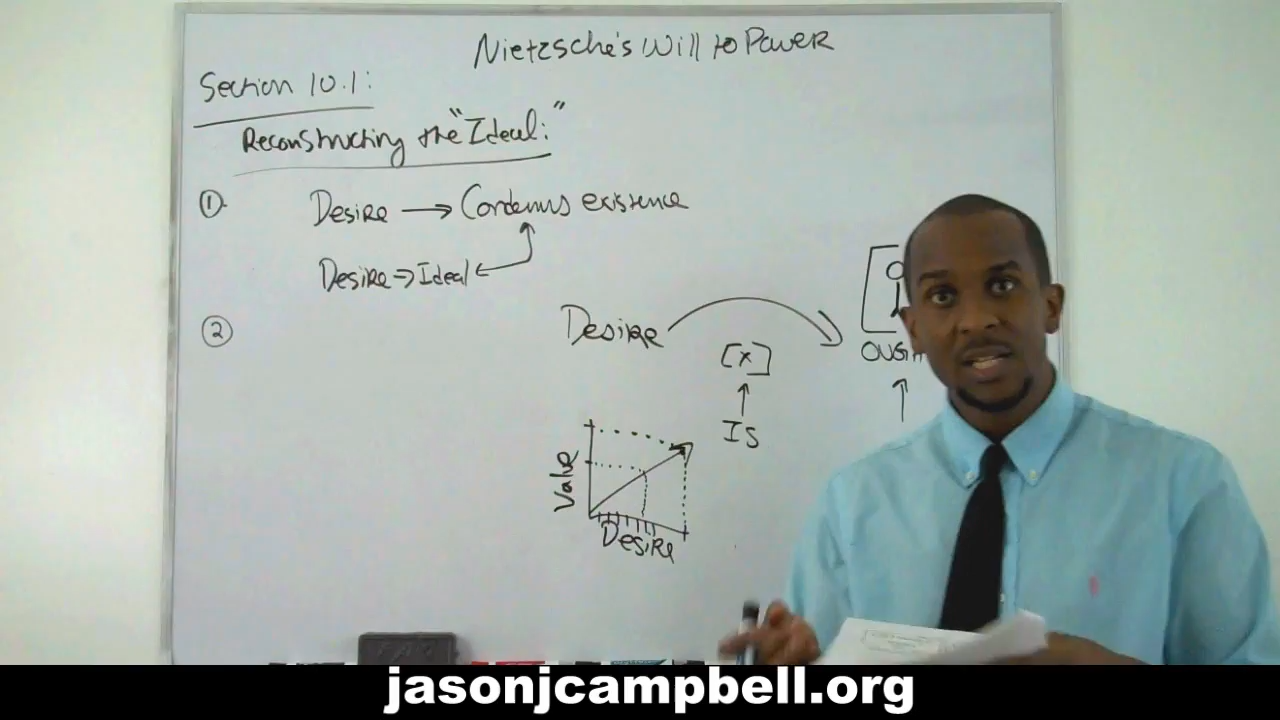 Nietzsche's Will to Power
Section 10.1:
Reconstructing the "Ideal:"
① Desire → Condemns existence
Desire → Ideal
②
Desire
[x]
OUGH
IS
Value
Desire
jasonjcampbell.org